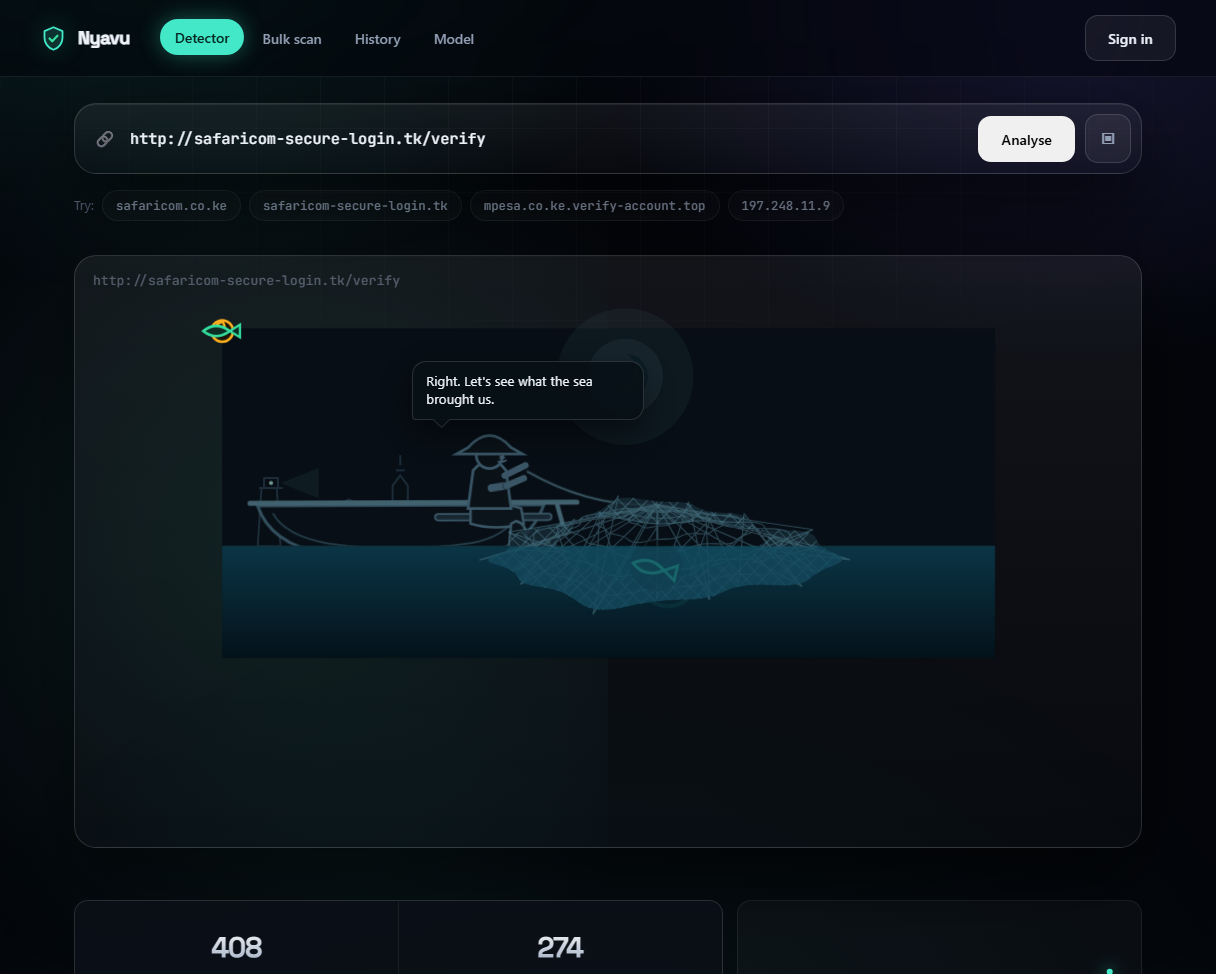 Nyavu
Detector
Bulk scan
History
Model
Sign in
http://safaricom-secure-login.tk/verify
Analyse
Try:
safaricom.co.ke
safaricom-secure-login.tk
mpesa.co.ke.verify-account.top
197.248.11.9
http://safaricom-secure-login.tk/verify
Right. Let's see what the sea
brought us.
408
274